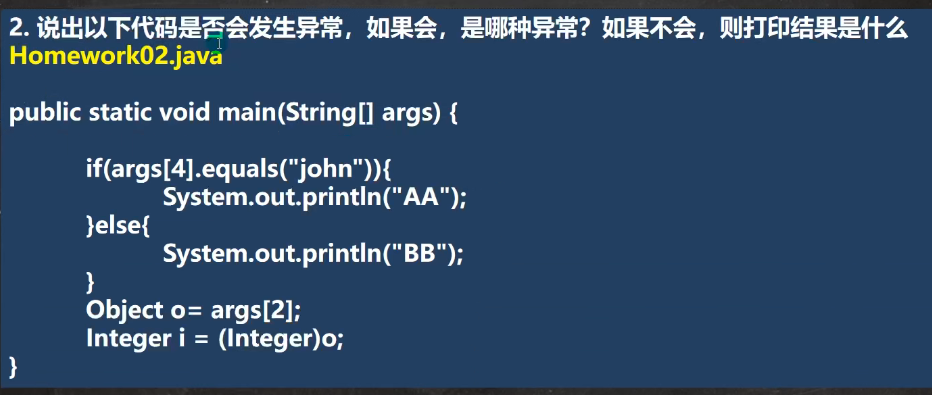 2. 说出以下代码是否会发生异常，如果会，是哪种异常？如果不会，则打印结果是什么
Homework02.java
public static void main(String[] args) {
if(args[4].equals("john")){
System.out.println("AA");
}else{
System.out.println("BB");
}
Object o= args[2];
Integer i = (Integer)o;
}